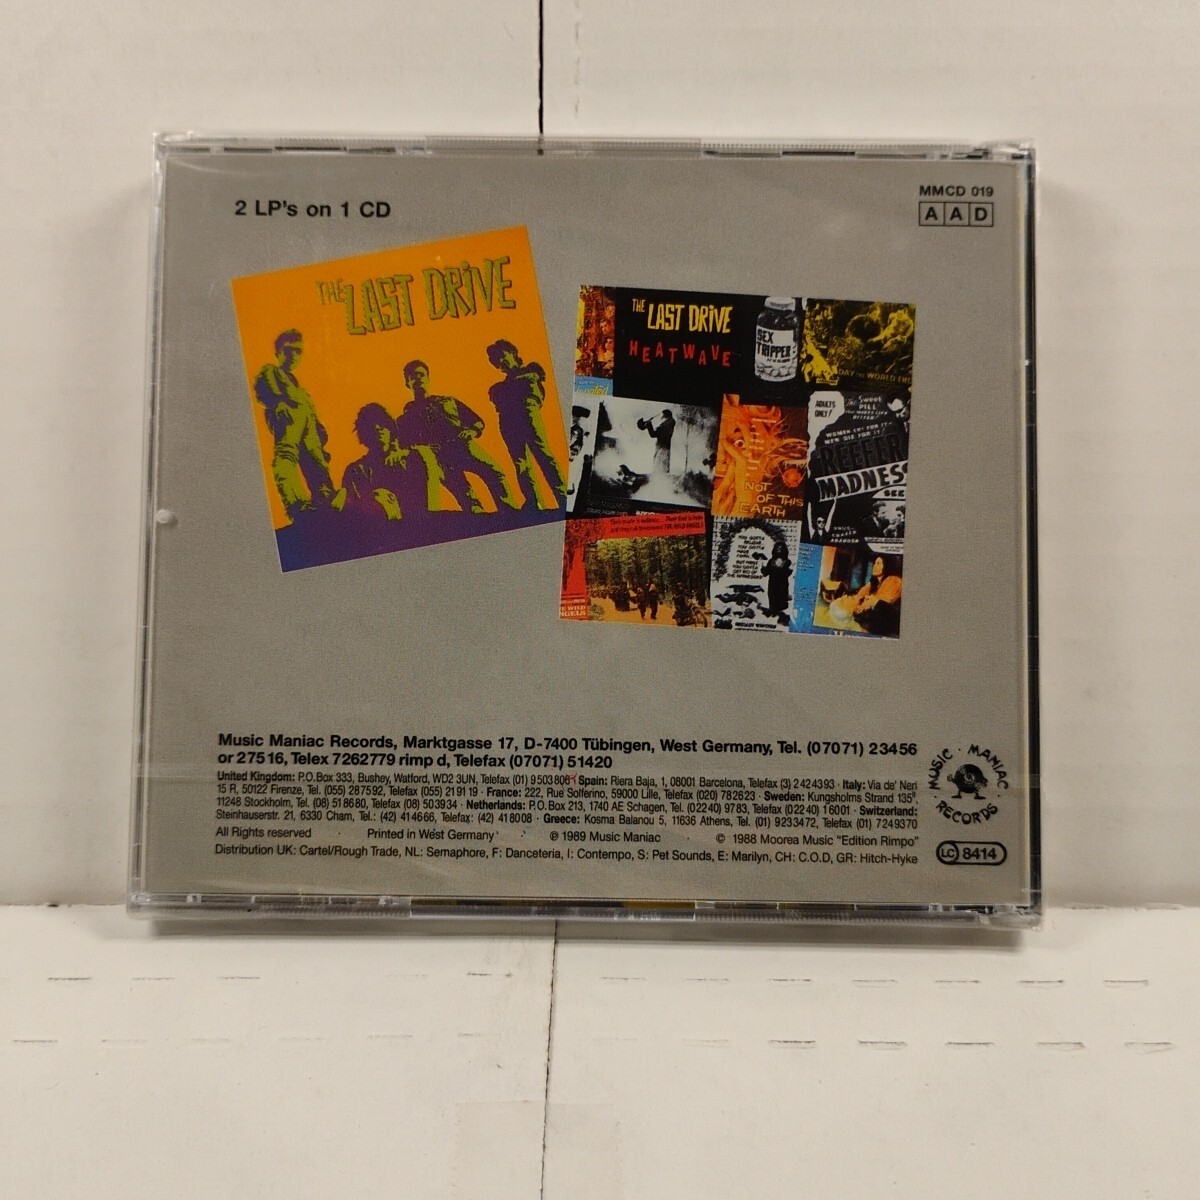 2 LP's on 1 CD
MMCD 019
A A D
THE LAST DRIVE
THE LAST DRIVE
HEATWAVE
SEX
TRIPPER
DAY THE WORLD
ADULTS
ONLY!
The Sweet
PILL
REEFER
MADNESS
NOT
OF THIS
EARTH
Music Maniac Records, Marktgasse 17, D-7400 Tübingen, West Germany, Tel. (07071) 23456
or 27516, Telex 7262779 rimp d, Telefax (07071) 51420
United Kingdom: P.O.Box 333, Bushey, Watford, WD2 3UN, Telefax (01) 9503806 · Spain: Riera Baja, 1, 08001 Barcelona, Telefax (3) 2424393 · Italy: Via de' Neri
15 R, 50122 Firenze, Tel. (055) 287592, Telefax (055) 219119 · France: 222, Rue Solferino, 59000 Lille, Telefax (020) 782623 · Sweden: Kungsholms Strand 135ᴵᴵ,
11248 Stockholm, Tel. (08) 518680, Telefax (08) 503934 · Netherlands: P.O. Box 213, 1740 AE Schagen, Tel. (02240) 9783, Telefax (02240) 16001 · Switzerland:
Steinhauserstr. 21, 6330 Cham, Tel.: (42) 414666, Telefax: (42) 418008 · Greece: Kosma Balanou 5, 11636 Athens, Tel. (01) 9233472, Telefax (01) 7249370
All Rights reserved · Printed in West Germany · ℗ 1989 Music Maniac · © 1988 Moorea Music "Edition Rimpo"
Distribution UK: Cartel/Rough Trade, NL: Semaphore, F: Danceteria, I: Contempo, S: Pet Sounds, E: Marilyn, CH: C.O.D, GR: Hitch-Hyke
MUSIC · MANIAC · RECORDS ·
LC 8414